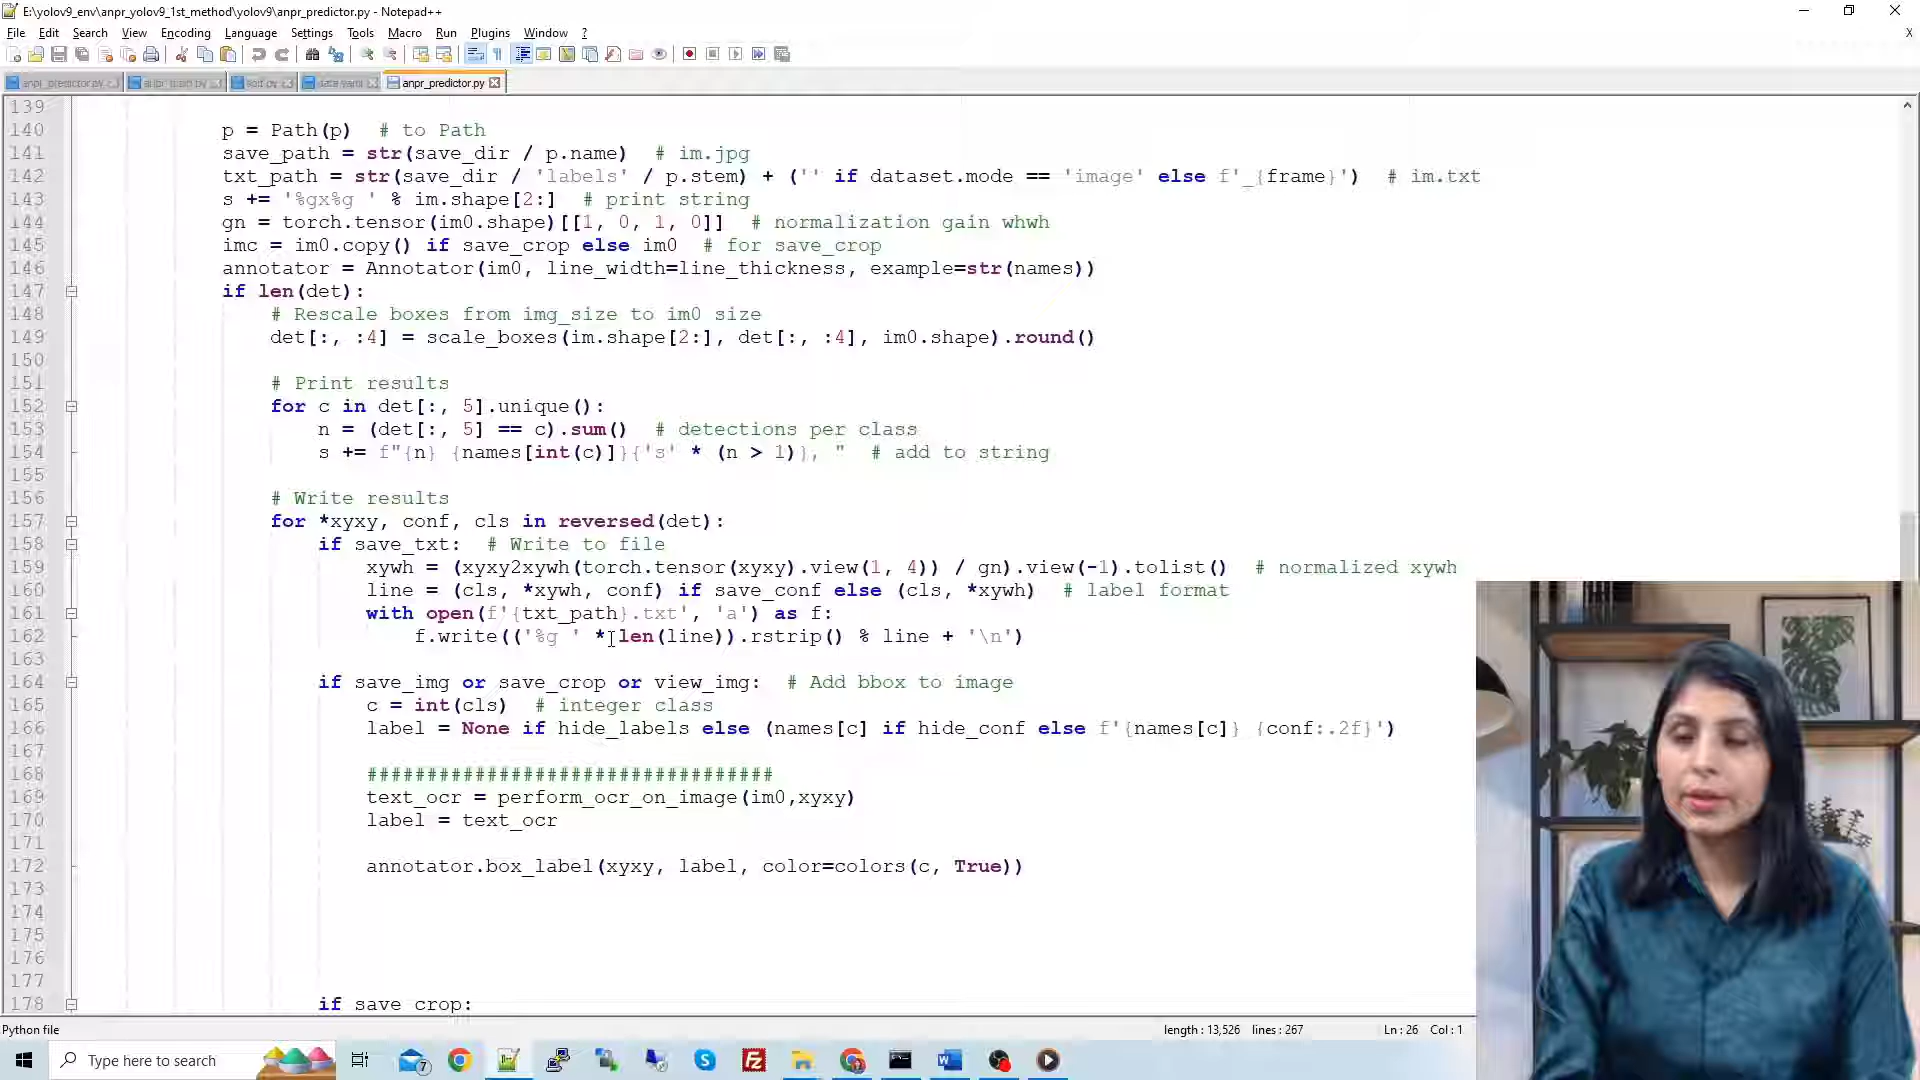 E:\yolov9_env\anpr_yolov9_1st_method\yolov9\anpr_predictor.py - Notepad++
File Edit Search View Encoding Language Settings Tools Macro Run Plugins Window ? X
anpr_predictor.py anpr_predictor.py
139
140 p = Path(p)  # to Path
141 save_path = str(save_dir / p.name)  # im.jpg
142 txt_path = str(save_dir / 'labels' / p.stem) + ('' if dataset.mode == 'image' else f'_{frame}')  # im.txt
143 s += '%gx%g ' % im.shape[2:]  # print string
144 gn = torch.tensor(im0.shape)[[1, 0, 1, 0]]  # normalization gain whwh
145 imc = im0.copy() if save_crop else im0  # for save_crop
146 annotator = Annotator(im0, line_width=line_thickness, example=str(names))
147 if len(det):
148 # Rescale boxes from img_size to im0 size
149 det[:, :4] = scale_boxes(im.shape[2:], det[:, :4], im0.shape).round()
150
151 # Print results
152 for c in det[:, 5].unique():
153 n = (det[:, 5] == c).sum()  # detections per class
154 s += f"{n} {names[int(c)]}{'s' * (n > 1)}, "  # add to string
155
156 # Write results
157 for *xyxy, conf, cls in reversed(det):
158 if save_txt:  # Write to file
159 xywh = (xyxy2xywh(torch.tensor(xyxy).view(1, 4)) / gn).view(-1).tolist()  # normalized xywh
160 line = (cls, *xywh, conf) if save_conf else (cls, *xywh)  # label format
161 with open(f'{txt_path}.txt', 'a') as f:
162 f.write(('%g ' * len(line)).rstrip() % line + '\n')
163
164 if save_img or save_crop or view_img:  # Add bbox to image
165 c = int(cls)  # integer class
166 label = None if hide_labels else (names[c] if hide_conf else f'{names[c]} {conf:.2f}')
167
168 ##################################
169 text_ocr = perform_ocr_on_image(im0,xyxy)
170 label = text_ocr
171
172 annotator.box_label(xyxy, label, color=colors(c, True))
173
174
175
176
177
178 if save_crop:
Python file length : 13,526 lines : 267 Ln : 26 Col : 1
Type here to search 7